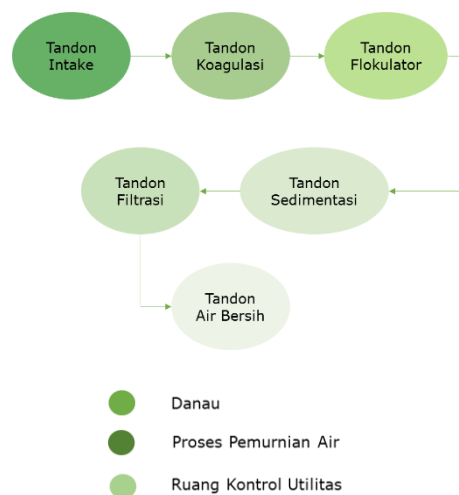 Tandon
Intake
Tandon
Koagulasi
Tandon
Flokulator
Tandon
Filtrasi
Tandon
Sedimentasi
Tandon
Air Bersih
Danau
Proses Pemurnian Air
Ruang Kontrol Utilitas